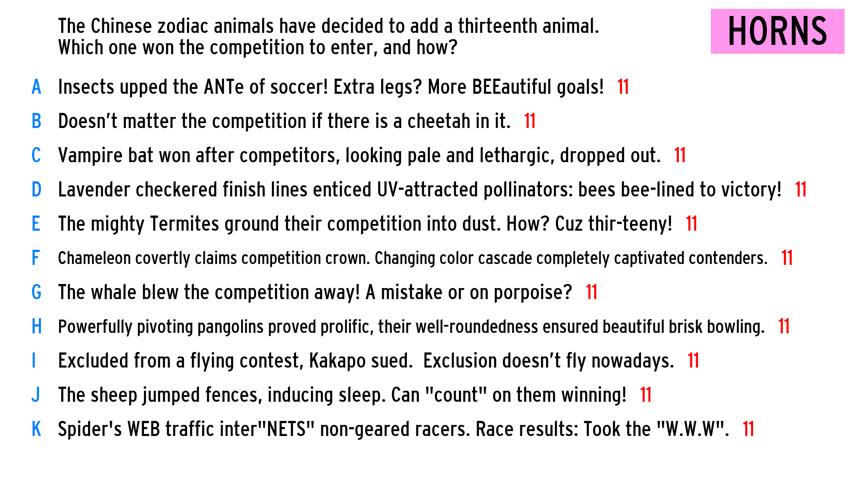 The Chinese zodiac animals have decided to add a thirteenth animal.
Which one won the competition to enter, and how?
HORNS
A Insects upped the ANTe of soccer! Extra legs? More BEEautiful goals! 11
B Doesn't matter the competition if there is a cheetah in it. 11
C Vampire bat won after competitors, looking pale and lethargic, dropped out. 11
D Lavender checkered finish lines enticed UV-attracted pollinators: bees bee-lined to victory! 11
E The mighty Termites ground their competition into dust. How? Cuz thir-teeny! 11
F Chameleon covertly claims competition crown. Changing color cascade completely captivated contenders. 11
G The whale blew the competition away! A mistake or on porpoise? 11
H Powerfully pivoting pangolins proved prolific, their well-roundedness ensured beautiful brisk bowling. 11
I Excluded from a flying contest, Kakapo sued.  Exclusion doesn't fly nowadays. 11
J The sheep jumped fences, inducing sleep. Can "count" on them winning! 11
K Spider's WEB traffic inter"NETS" non-geared racers. Race results: Took the "W.W.W". 11